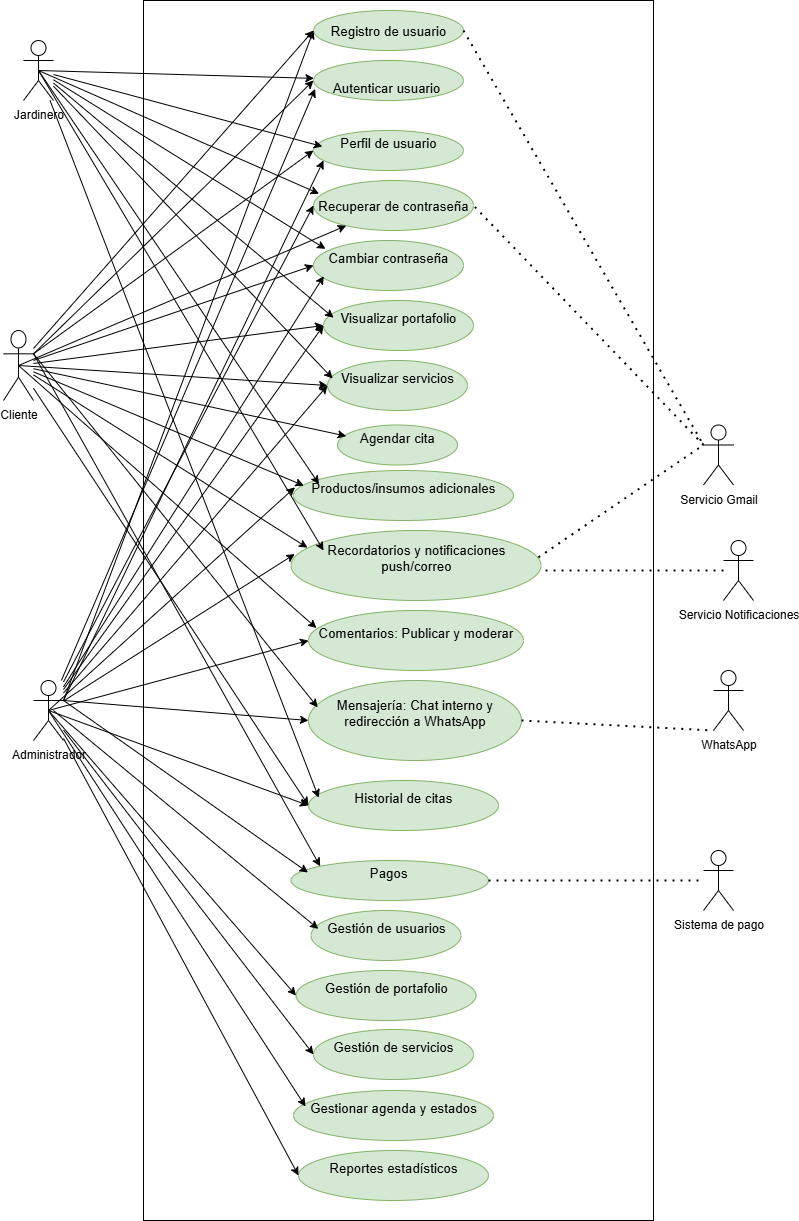 Registro de usuario
Autenticar usuario
Jardinero
Perfil de usuario
Recuperar de contraseña
Cambiar contraseña
Visualizar portafolio
Visualizar servicios
Cliente
Agendar cita
Productos/insumos adicionales
Servicio Gmail
Recordatorios y notificaciones
push/correo
Servicio Notificaciones
Comentarios: Publicar y moderar
Mensajería: Chat interno y
redirección a WhatsApp
WhatsApp
Administrador
Historial de citas
Pagos
Sistema de pago
Gestión de usuarios
Gestión de portafolio
Gestión de servicios
Gestionar agenda y estados
Reportes estadísticos